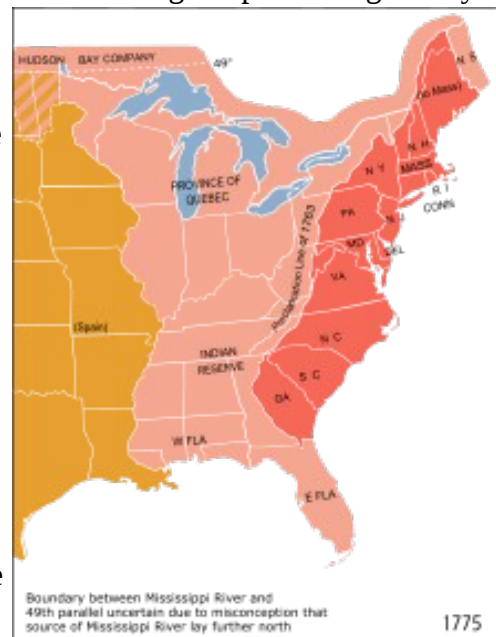 HUDSON BAY COMPANY
49°
N. S.
(to Mass)
N. H.
N Y
MASS
R. I
CONN
PROVINCE OF
QUEBEC
PA
N. J
MD
DEL
VA
Proclamation Line of 1763
(Spain)
N C
INDIAN
RESERVE
S C
GA
W FLA
E FLA
Boundary between Mississippi River and
49th parallel uncertain due to misconception that
source of Mississippi River lay further north
1775